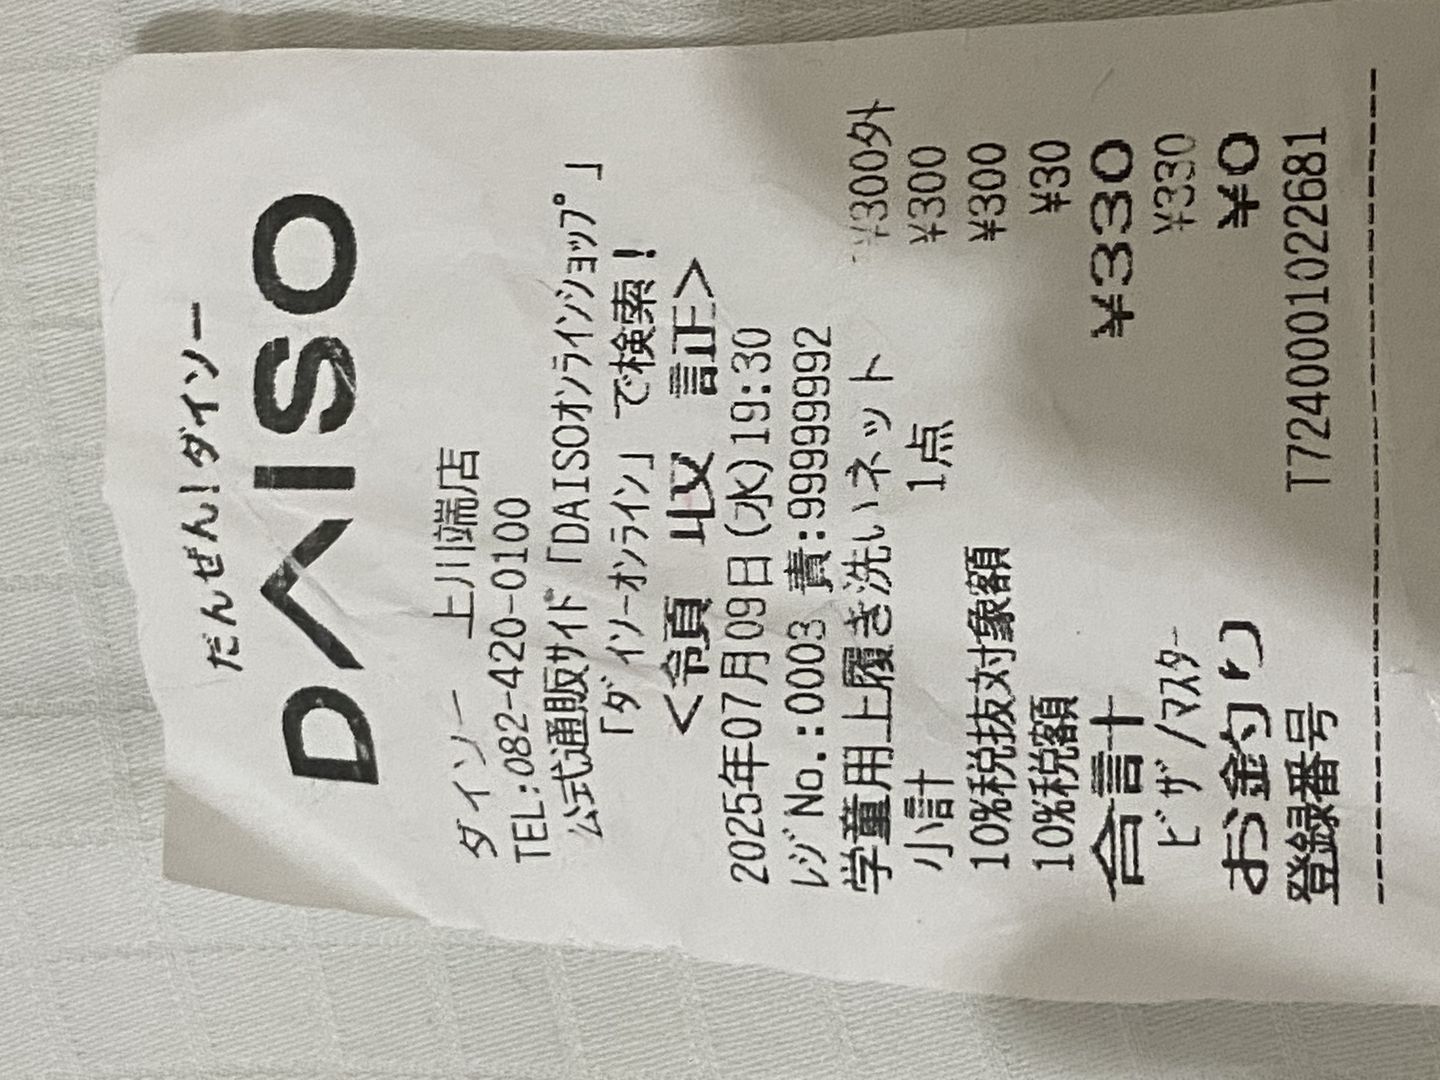 だんぜん!ダイソー
DAISO
ダイソー 上川端店
TEL:082-420-0100
公式通販サイト「DAISOオンラインショップ」
「ダイソーオンライン」で検索!
<領 収 証>
2025年07月09日(水)19:30
レジNo.:0003 責:99999992
学童用上履き洗いネット ¥300外
¥300 1点 ¥300
小計 1点 ¥300
10%税抜対象額 ¥300
10%税額 ¥30
合計 ¥330
ビザ/マスター ¥330
お釣り ¥0
登録番号 T7240001022681